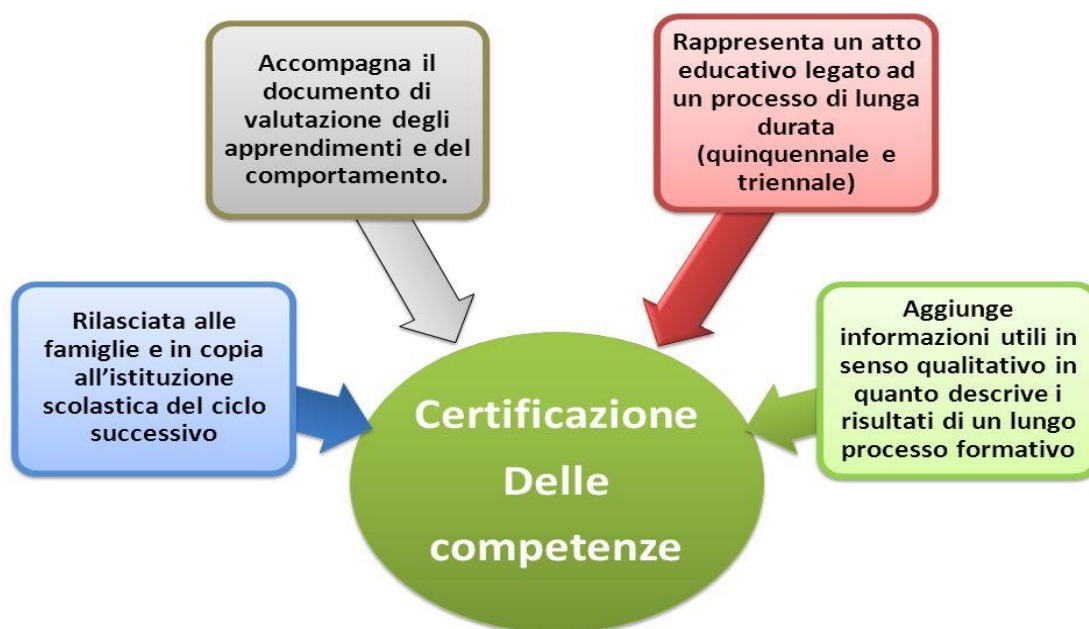 Accompagna il
documento di
valutazione degli
apprendimenti e del
comportamento.
Rappresenta un atto
educativo legato ad
un processo di lunga
durata
(quinquennale e
triennale)
Rilasciata alle
famiglie e in copia
all'istituzione
scolastica del ciclo
successivo
Aggiunge
informazioni utili in
senso qualitativo in
quanto descrive i
risultati di un lungo
processo formativo
Certificazione
Delle
competenze